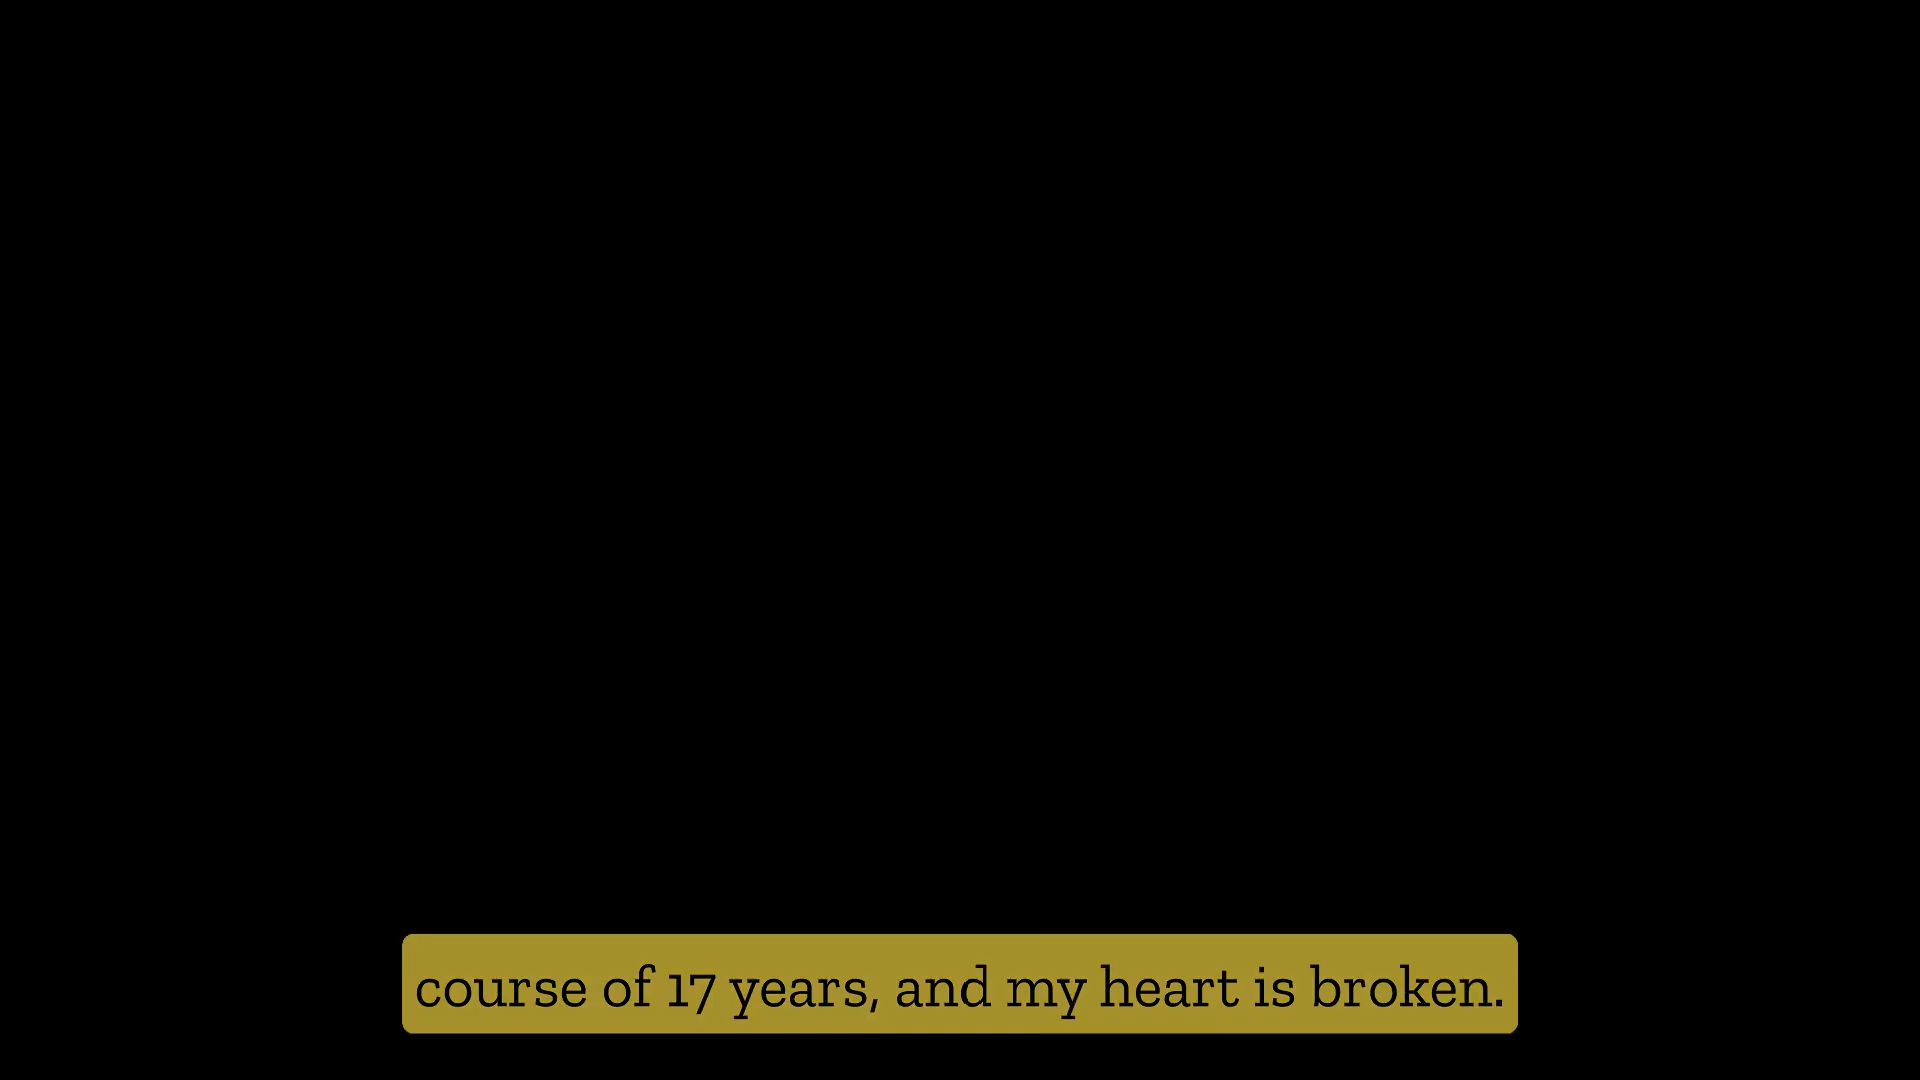 course of 17 years, and my heart is broken.